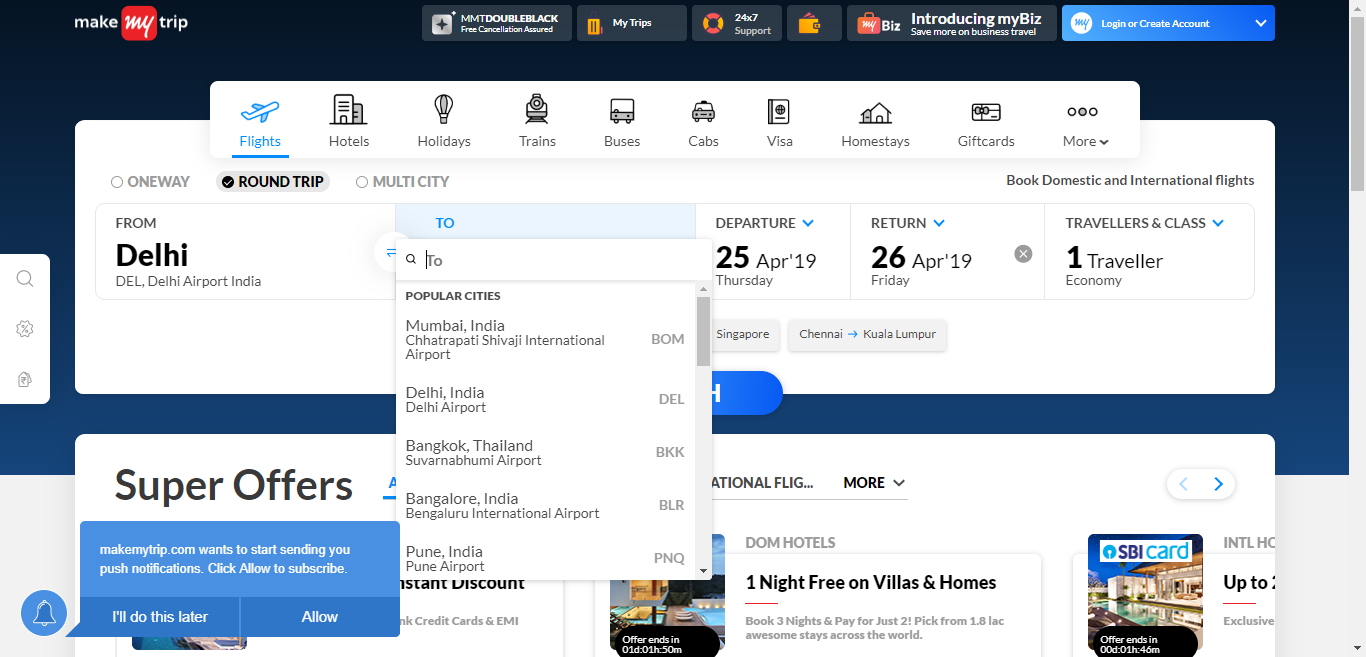 make my trip
MMTDOUBLEBLACK
Free Cancellation Assured
My Trips
24x7
Support
my Biz
Introducing myBiz
Save more on business travel
my
Login or Create Account
Flights
Hotels
Holidays
Trains
Buses
Cabs
Visa
Homestays
Giftcards
More
ONEWAY
ROUND TRIP
MULTI CITY
Book Domestic and International flights
FROM
Delhi
DEL, Delhi Airport India
TO
To
DEPARTURE
25 Apr'19
Thursday
RETURN
26 Apr'19
Friday
TRAVELLERS & CLASS
1 Traveller
Economy
POPULAR CITIES
Mumbai, India
Chhatrapati Shivaji International
Airport
BOM
Delhi, India
Delhi Airport
DEL
Bangkok, Thailand
Suvarnabhumi Airport
BKK
Bangalore, India
Bengaluru International Airport
BLR
Pune, India
Pune Airport
PNQ
Singapore
Chennai → Kuala Lumpur
H
Super Offers
A
ATIONAL FLIG...
MORE
makemytrip.com wants to start sending you
push notifications. Click Allow to subscribe.
I'll do this later
Allow
nstant Discount
nk Credit Cards & EMI
DOM HOTELS
1 Night Free on Villas & Homes
Book 3 Nights & Pay for Just 2! Pick from 1.8 lac
awesome stays across the world.
Offer ends in
01d:01h:50m
SBI card
INTL HO
Up to 2
Exclusive
Offer ends in
00d:01h:46m